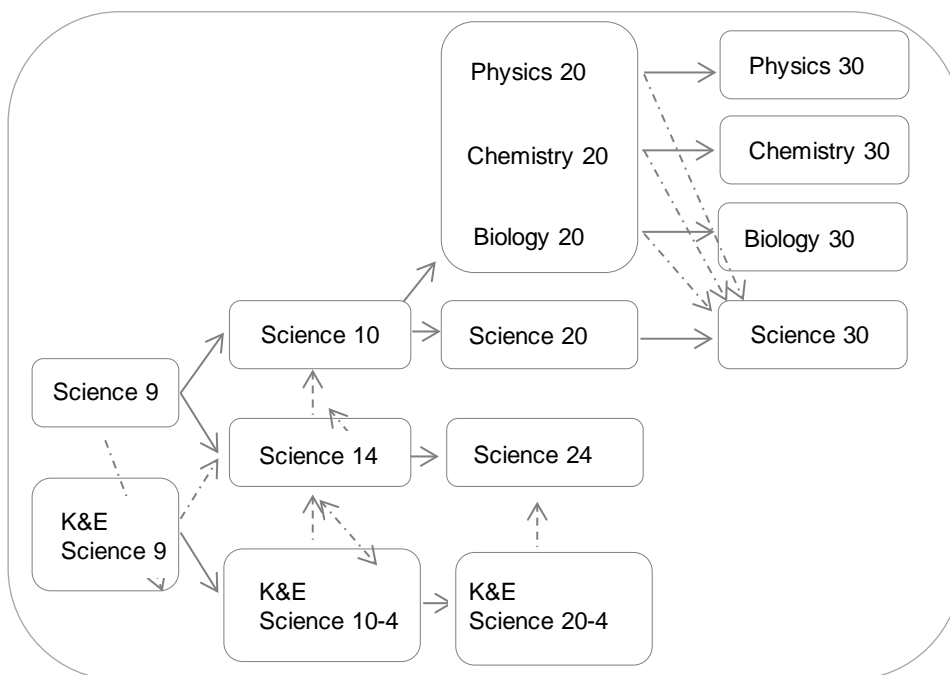 Physics 20
Physics 30
Chemistry 20
Chemistry 30
Biology 20
Biology 30
Science 10
Science 20
Science 30
Science 9
Science 14
Science 24
K&E
Science 9
K&E
Science 10-4
K&E
Science 20-4